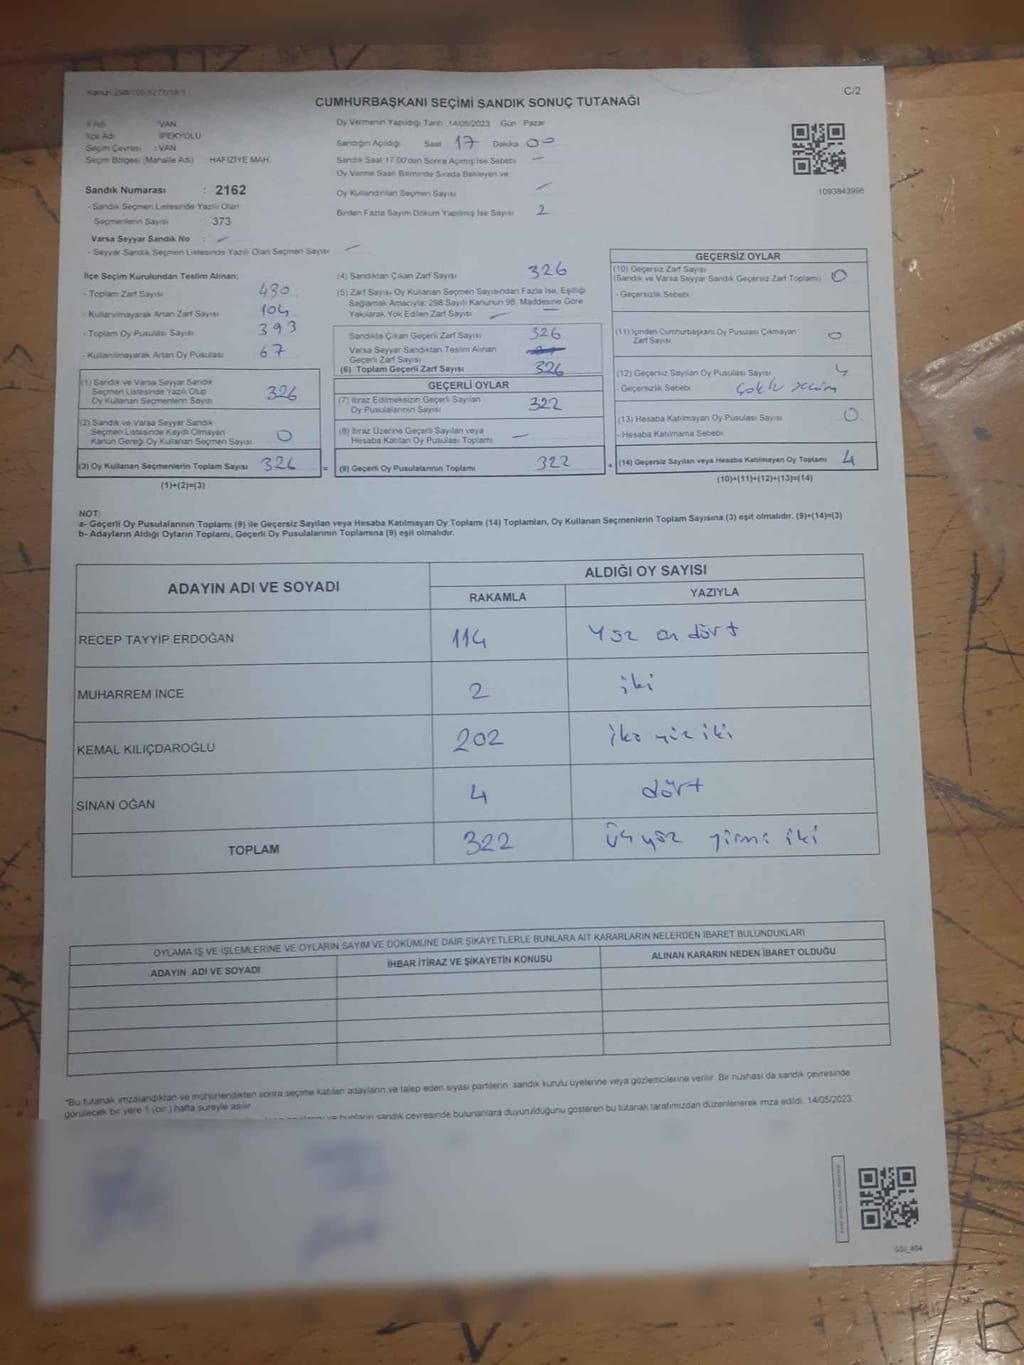 C/2
CUMHURBAŞKANI SEÇİMİ SANDIK SONUÇ TUTANAĞI
İl Adı : VAN
İlçe Adı : İPEKYOLU
Seçim Çevresi : VAN
Seçim Bölgesi (Mahalle Adı) HAFIZIYE MAH.
Sandık Numarası : 2162
- Sandık Seçmen Listesinde Yazılı Olan
Seçmenlerin Sayısı : 373
Varsa Seyyar Sandık No : -
- Seyyar Sandık Seçmen Listesinde Yazılı Olan Seçmen Sayısı -
Oy Vermenin Yapıldığı Tarih :14/05/2023 Gün Pazar
Sandığın Açıldığı Saat 17 Dakika 00
Sandık Saat 17.00'den Sonra Açılmış İse Sebebi -
Oy Verme Saati Bitiminde Sırada Bekleyen ve
Oy Kullandırılan Seçmen Sayısı -
Birden Fazla Sayım Döküm Yapılmış İse Sayısı 2
1093843996
İlçe Seçim Kurulundan Teslim Alınan;
- Toplam Zarf Sayısı 430
- Kullanılmayarak Artan Zarf Sayısı 104
- Toplam Oy Pusulası Sayısı 393
- Kullanılmayarak Artan Oy Pusulası 67
(1) Sandık ve Varsa Seyyar Sandık
Seçmen Listesinde Yazılı Olup
Oy Kullanan Seçmenlerin Sayısı 326
(2) Sandık ve Varsa Seyyar Sandık
Seçmen Listesinde Kaydı Olmayan
Kanun Gereği Oy Kullanan Seçmen Sayısı 0
(3) Oy Kullanan Seçmenlerin Toplam Sayısı 326
(1)+(2)=(3)
(4) Sandıktan Çıkan Zarf Sayısı 326
(5) Zarf Sayısı Oy Kullanan Seçmen Sayısından Fazla İse, Eşitliği
Sağlamak Amacıyla; 298 Sayılı Kanunun 98. Maddesine Göre
Yakılarak Yok Edilen Zarf Sayısı -
Sandıkta Çıkan Geçerli Zarf Sayısı 326
Varsa Seyyar Sandıktan Teslim Alınan
Geçerli Zarf Sayısı
(6) Toplam Geçerli Zarf Sayısı 326
GEÇERLİ OYLAR
(7) İtiraz Edilmeksizin Geçerli Sayılan
Oy Pusulalarının Sayısı 322
(8) İtiraz Üzerine Geçerli Sayılan veya
Hesaba Katılan Oy Pusulası Toplamı -
(9) Geçerli Oy Pusulalarının Toplamı 322
GEÇERSİZ OYLAR
(10) Geçersiz Zarf Sayısı
(Sandık ve Varsa Seyyar Sandık Geçersiz Zarf Toplamı) 0
- Geçersizlik Sebebi
(11) İçinden Cumhurbaşkanı Oy Pusulası Çıkmayan
Zarf Sayısı 0
(12) Geçersiz Sayılan Oy Pusulası Sayısı 4
- Geçersizlik Sebebi
(13) Hesaba Katılmayan Oy Pusulası Sayısı 0
- Hesaba Katılmama Sebebi
(14) Geçersiz Sayılan veya Hesaba Katılmayan Oy Toplamı 4
(10)+(11)+(12)+(13)=(14)
NOT:
a- Geçerli Oy Pusulalarının Toplamı (9) ile Geçersiz Sayılan veya Hesaba Katılmayan Oy Toplamı (14) Toplamları, Oy Kullanan Seçmenlerin Toplam Sayısına (3) eşit olmalıdır. (9)+(14)=(3)
b- Adayların Aldığı Oyların Toplamı, Geçerli Oy Pusulalarının Toplamına (9) eşit olmalıdır.
ADAYIN ADI VE SOYADI
ALDIĞI OY SAYISI
RAKAMLA YAZIYLA
RECEP TAYYİP ERDOĞAN 114 yüz on dört
MUHARREM İNCE 2 iki
KEMAL KILIÇDAROĞLU 202 iki yüz iki
SİNAN OĞAN 4 dört
TOPLAM 322 üç yüz yirmi iki
OYLAMA İŞ VE İŞLEMLERİNE VE OYLARIN SAYIM VE DÖKÜMÜNE DAİR ŞİKAYETLERLE BUNLARA AİT KARARLARIN NELERDEN İBARET BULUNDUKLARI
ADAYIN ADI VE SOYADI İHBAR İTİRAZ VE ŞİKAYETİN KONUSU ALINAN KARARIN NEDEN İBARET OLDUĞU
*Bu tutanak imzalandıktan ve mühürlendikten sonra seçime katılan adayların ve talep eden siyasi partilerin sandık kurulu üyelerine veya gözlemcilerine verilir. Bir nüshası da sandık çevresinde
görülecek bir yere 1 (bir ) hafta süreyle asılır.
sandık çevresinde bulunanlara duyurulduğunu gösteren bu tutanak tarafımızdan düzenlenerek imza edildi. 14/05/2023